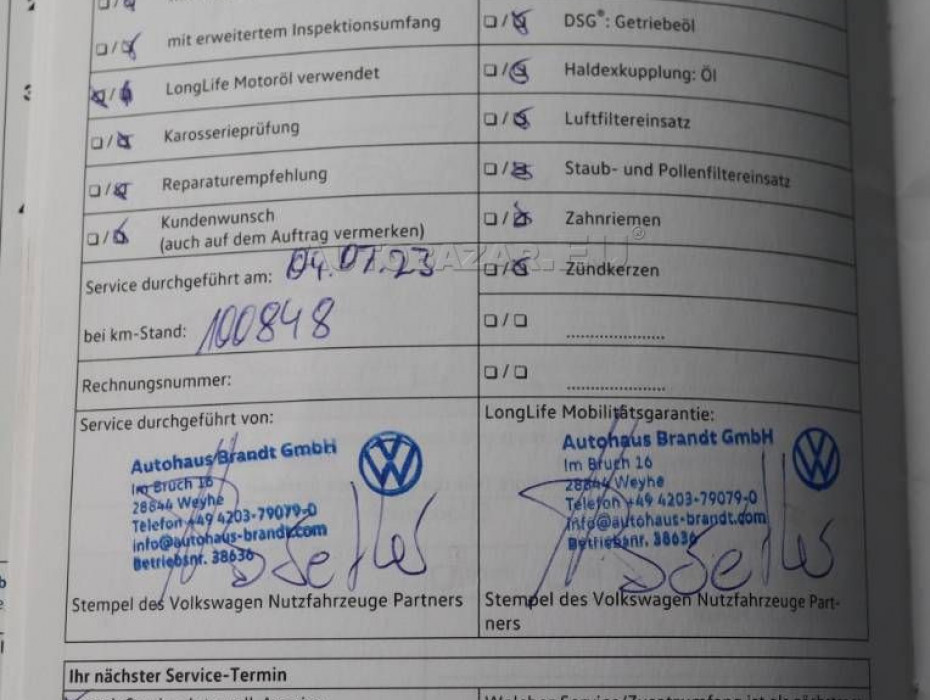 mit erweitertem Inspektionsumfang
LongLife Motoröl verwendet
Karosserieprüfung
Reparaturempfehlung
Kundenwunsch
(auch auf dem Auftrag vermerken)
Service durchgeführt am: 04.07.23
bei km-Stand: 100848
Rechnungsnummer:
Service durchgeführt von:
Autohaus Brandt GmbH
Im Bruch 16
28844 Weyhe
Telefon +49 4203-79079-0
info@autohaus-brandt.com
Betriebsnr. 38636
Stempel des Volkswagen Nutzfahrzeuge Partners
DSG®: Getriebeöl
Haldexkupplung: Öl
Luftfiltereinsatz
Staub- und Pollenfiltereinsatz
Zahnriemen
Zündkerzen
LongLife Mobilitätsgarantie:
Autohaus Brandt GmbH
Im Bruch 16
28844 Weyhe
Telefon +49 4203-79079-0
info@autohaus-brandt.com
Betriebsnr. 38636
Stempel des Volkswagen Nutzfahrzeuge Part-
ners
Ihr nächster Service-Termin
AUTOBAZAR.EU®